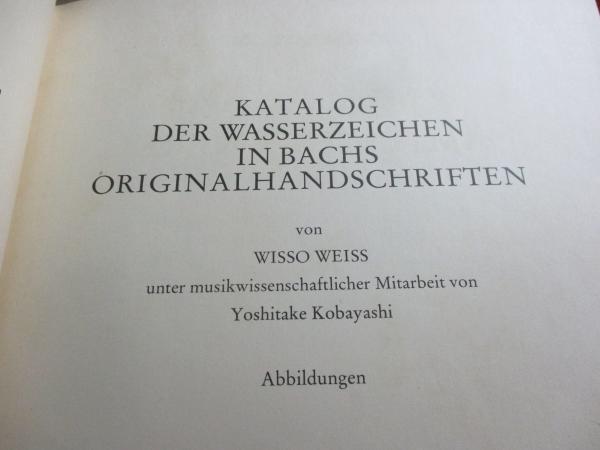 KATALOG
DER WASSERZEICHEN
IN BACHS
ORIGINALHANDSCHRIFTEN
von
WISSO WEISS
unter musikwissenschaftlicher Mitarbeit von
Yoshitake Kobayashi
Abbildungen